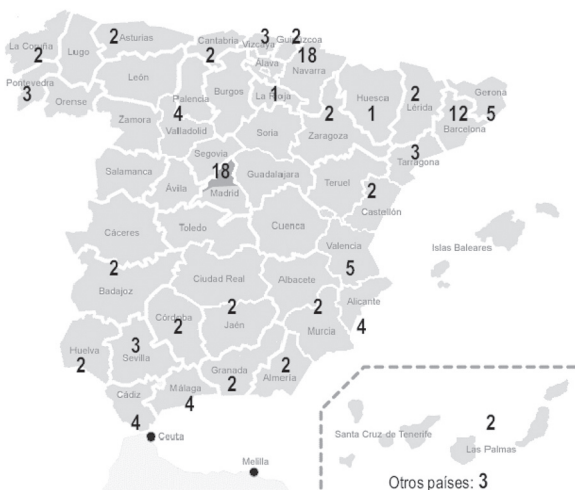 La Coruña
2
Lugo
2
Asturias
Cantabria
2
3
Vizcaya
2
Guipúzcoa
Álava
18
Navarra
Pontevedra
3
Orense
León
Palencia
Burgos
La Rioja
1
Huesca
1
2
Lérida
Gerona
5
12
Barcelona
Zamora
4
Valladolid
Soria
2
Zaragoza
3
Tarragona
Segovia
Salamanca
Ávila
18
Madrid
Guadalajara
Teruel
2
Castellón
Cáceres
Toledo
Cuenca
Valencia
5
Islas Baleares
2
Badajoz
Ciudad Real
Albacete
Alicante
4
Huelva
2
3
Sevilla
Córdoba
2
2
Jaén
2
Murcia
Granada
2
2
Almería
Cádiz
4
Málaga
4
Ceuta
Melilla
Santa Cruz de Tenerife
2
Las Palmas
Otros países: 3